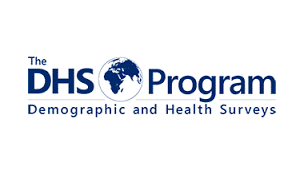 The
DHS Program
Demographic and Health Surveys